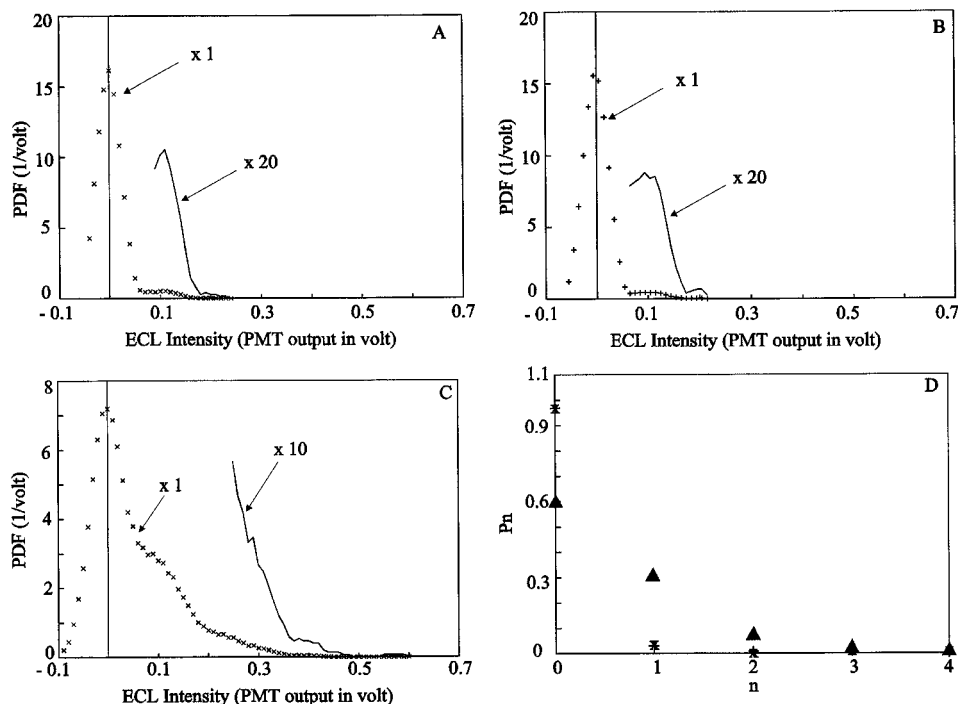 A
20
15
10
5
0
PDF (1/volt)
x 1
x 20
- 0.1 0.1 0.3 0.5 0.7
ECL Intensity (PMT output in volt)
B
20
15
10
5
0
PDF (1/volt)
x 1
x 20
- 0.1 0.1 0.3 0.5 0.7
ECL Intensity (PMT output in volt)
C
8
6
4
2
0
PDF (1/volt)
x 1
x 10
- 0.1 0.1 0.3 0.6 0.7
ECL Intensity (PMT output in volt)
D
1.1
0.9
0.6
0.3
0
Pn
0 1 2 3 4
n